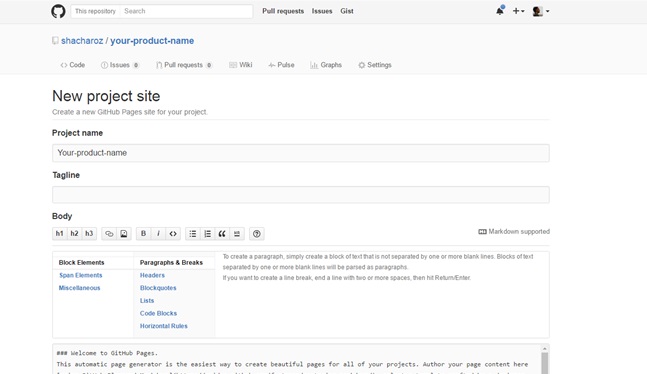 This repository Search Pull requests Issues Gist
shacharoz / your-product-name
Code Issues 0 Pull requests 0 Wiki Pulse Graphs Settings
New project site
Create a new GitHub Pages site for your project.
Project name
Your-product-name
Tagline
Body
h1 h2 h3 B i Markdown supported
Block Elements
Span Elements
Miscellaneous
Paragraphs & Breaks
Headers
Blockquotes
Lists
Code Blocks
Horizontal Rules
To create a paragraph, simply create a block of text that is not separated by one or more blank lines. Blocks of text
separated by one or more blank lines will be parsed as paragraphs.
If you want to create a line break, end a line with two or more spaces, then hit Return/Enter.
### Welcome to GitHub Pages.
This automatic page generator is the easiest way to create beautiful pages for all of your projects. Author your page content here